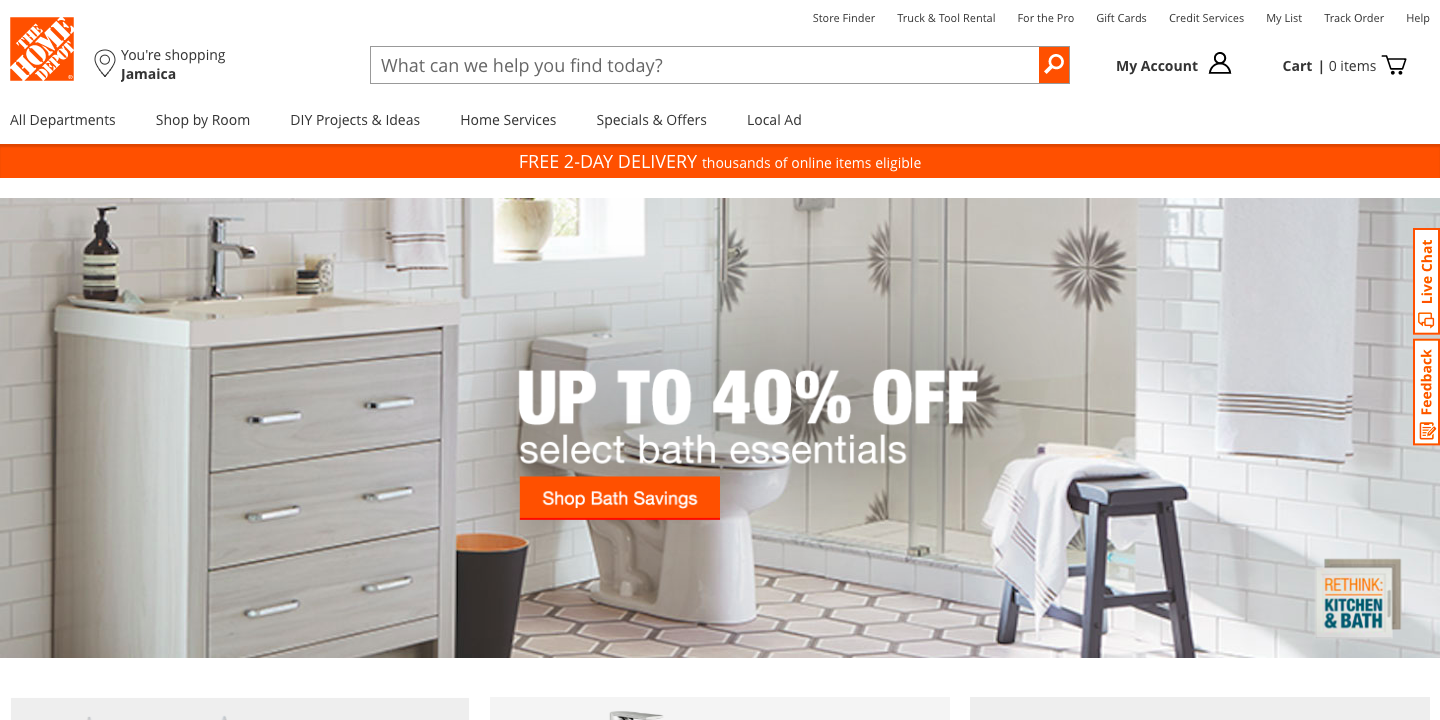 Store Finder Truck & Tool Rental For the Pro Gift Cards Credit Services My List Track Order Help
THE
HOME
DEPOT
You're shopping
Jamaica
What can we help you find today?
My Account
Cart | 0 items
All Departments Shop by Room DIY Projects & Ideas Home Services Specials & Offers Local Ad
FREE 2-DAY DELIVERY thousands of online items eligible
Live Chat
Feedback
UP TO 40% OFF
select bath essentials
Shop Bath Savings
RETHINK:
KITCHEN
& BATH